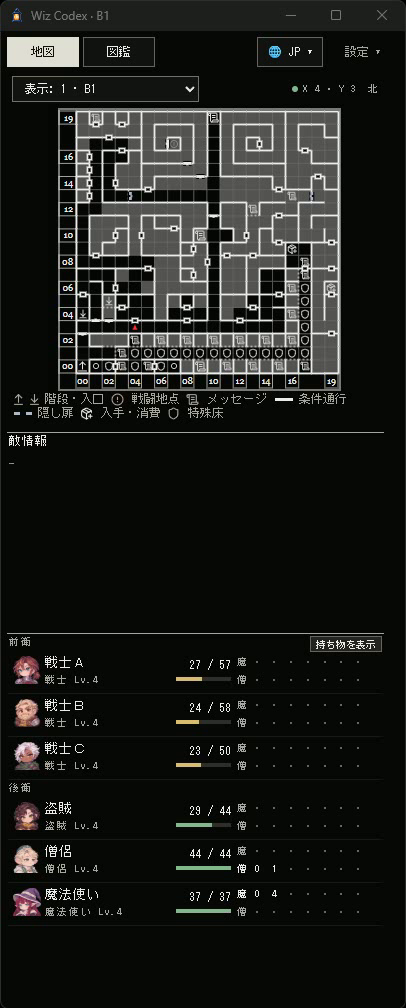 Wiz Codex · B1
地図 図鑑 JP ▾ 設定 ▾
表示: 1 · B1 X 4 · Y 3 北
19
16
14
12
10
08
06
04
02
00
00 02 04 06 08 10 12 14 16 19
階段・入口 戦闘地点 メッセージ 条件通行
隠し扉 入手・消費 特殊床
敵情報
–
前衛 持ち物を表示
戦士A 27 / 57 魔 · · · · · · ·
戦士 Lv.4 僧 · · · · · · ·
戦士B 24 / 58 魔 · · · · · · ·
戦士 Lv.4 僧 · · · · · · ·
戦士C 23 / 50 魔 · · · · · · ·
戦士 Lv.4 僧 · · · · · · ·
後衛
盗賊 29 / 44 魔 · · · · · · ·
盗賊 Lv.4 僧 · · · · · · ·
僧侶 44 / 44 魔 · · · · · · ·
僧侶 Lv.4 僧 0 1 · · · · ·
魔法使い 37 / 37 魔 0 4 · · · · ·
魔法使い Lv.4 僧 · · · · · · ·